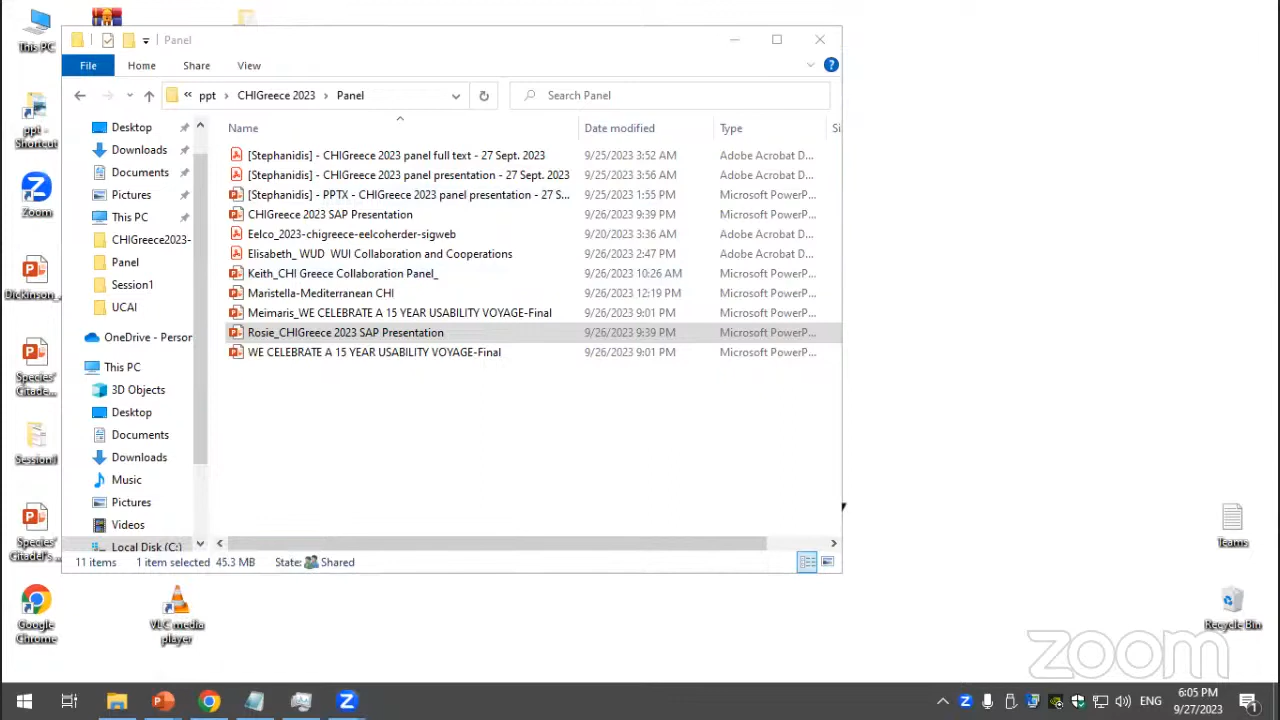 This PC
Panel
File
Home
Share
View
ppt
CHIGreece 2023
Panel
Search Panel
Name
Date modified
Type
Si
[Stephanidis] - CHIGreece 2023 panel full text - 27 Sept. 2023
9/25/2023 3:52 AM
Adobe Acrobat D...
[Stephanidis] - CHIGreece 2023 panel presentation - 27 Sept. 2023
9/25/2023 3:56 AM
Adobe Acrobat D...
[Stephanidis] - PPTX - CHIGreece 2023 panel presentation - 27 S...
9/25/2023 1:55 PM
Microsoft PowerP...
CHIGreece 2023 SAP Presentation
9/26/2023 9:39 PM
Microsoft PowerP...
Eelco_2023-chigreece-eelcoherder-sigweb
9/20/2023 3:36 AM
Adobe Acrobat D...
Elisabeth_ WUD WUI Collaboration and Cooperations
9/26/2023 2:47 PM
Adobe Acrobat D...
Keith_CHI Greece Collaboration Panel_
9/26/2023 10:26 AM
Microsoft PowerP...
Maristella-Mediterranean CHI
9/26/2023 12:19 PM
Microsoft PowerP...
Meimaris_WE CELEBRATE A 15 YEAR USABILITY VOYAGE-Final
9/26/2023 9:01 PM
Microsoft PowerP...
Rosie_CHIGreece 2023 SAP Presentation
9/26/2023 9:39 PM
Microsoft PowerP...
WE CELEBRATE A 15 YEAR USABILITY VOYAGE-Final
9/26/2023 9:01 PM
Microsoft PowerP...
Desktop
Downloads
Documents
Pictures
This PC
CHIGreece2023-
Panel
Session1
UCAI
OneDrive - Person
This PC
3D Objects
Desktop
Documents
Downloads
Music
Pictures
Videos
Local Disk (C:)
11 items
1 item selected 45.3 MB
State:
Shared
ppt -
Shortcut
Zoom
Dickinson_...
Species'
Citade...
Session1
Species'
Citadel's ...
Google
Chrome
VLC media
player
Teams
Recycle Bin
zoom
ENG
6:05 PM
9/27/2023
1